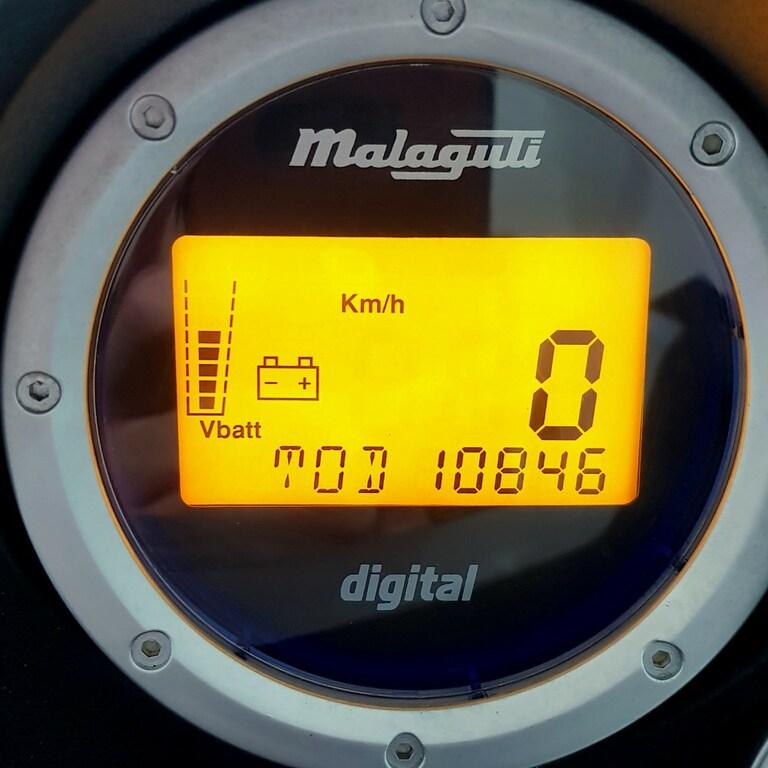 Malaguti
Km/h
0
Vbatt
TOD 10846
digital